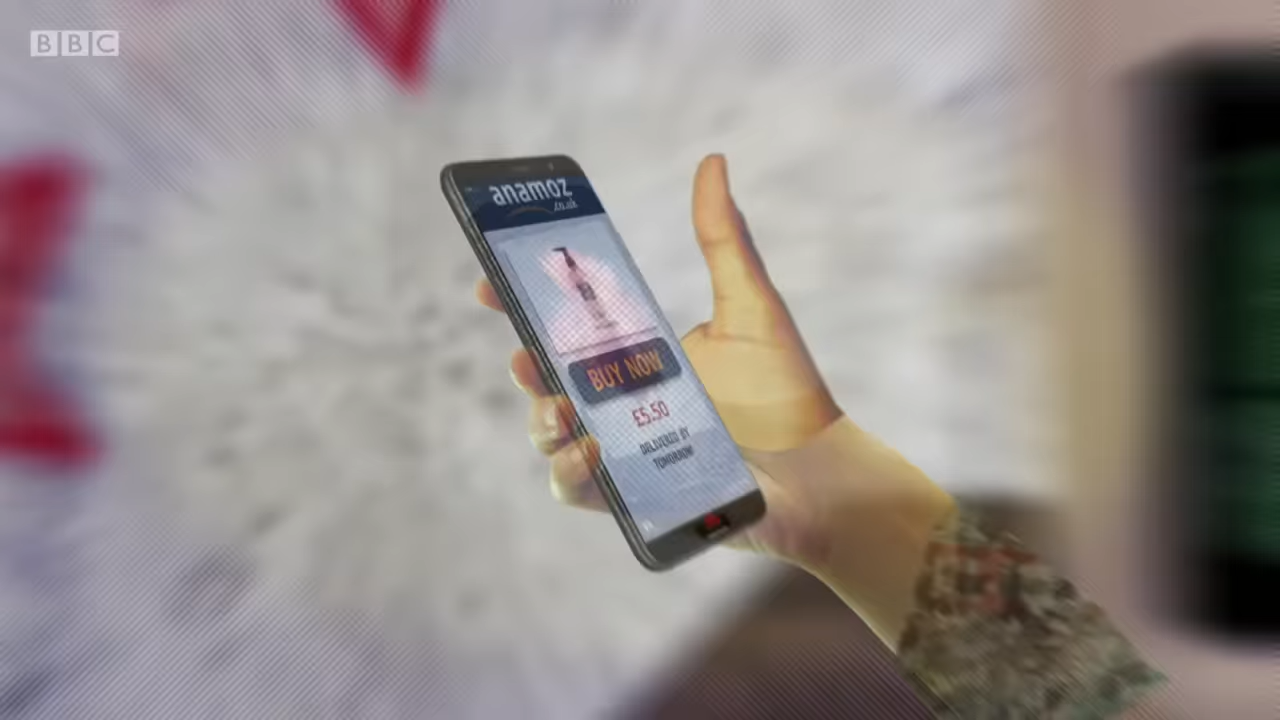 BBC
anamoz
.co.uk
BUY NOW
£5.50
DELIVERED BY
TOMORROW